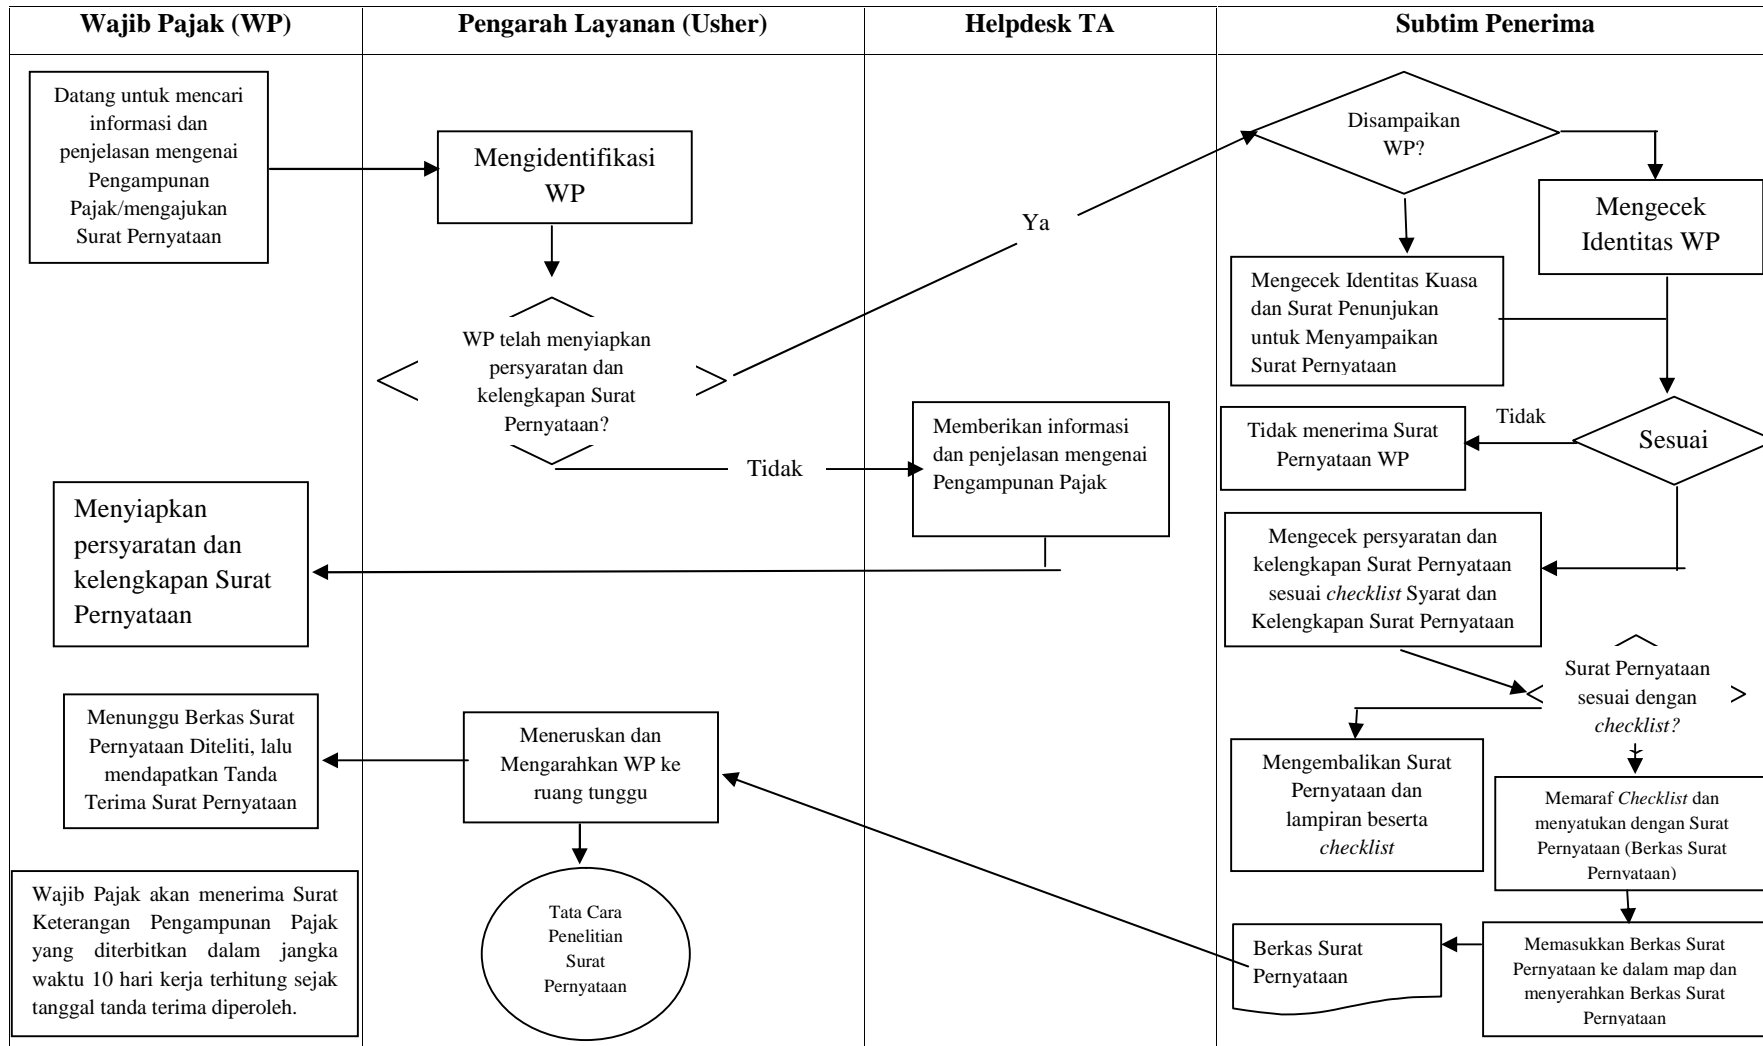 Wajib Pajak (WP)
Pengarah Layanan (Usher)
Helpdesk TA
Subtim Penerima
Datang untuk mencari
informasi dan
penjelasan mengenai
Pengampunan
Pajak/mengajukan
Surat Pernyataan
Mengidentifikasi
WP
WP telah menyiapkan
persyaratan dan
kelengkapan Surat
Pernyataan?
Ya
Tidak
Disampaikan
WP?
Mengecek
Identitas WP
Mengecek Identitas Kuasa
dan Surat Penunjukan
untuk Menyampaikan
Surat Pernyataan
Sesuai
Tidak
Tidak menerima Surat
Pernyataan WP
Memberikan informasi
dan penjelasan mengenai
Pengampunan Pajak
Menyiapkan
persyaratan dan
kelengkapan Surat
Pernyataan
Mengecek persyaratan dan
kelengkapan Surat Pernyataan
sesuai checklist Syarat dan
Kelengkapan Surat Pernyataan
Surat Pernyataan
sesuai dengan
checklist?
Mengembalikan Surat
Pernyataan dan
lampiran beserta
checklist
Memaraf Checklist dan
menyatukan dengan Surat
Pernyataan (Berkas Surat
Pernyataan)
Memasukkan Berkas Surat
Pernyataan ke dalam map dan
menyerahkan Berkas Surat
Pernyataan
Berkas Surat
Pernyataan
Meneruskan dan
Mengarahkan WP ke
ruang tunggu
Menunggu Berkas Surat
Pernyataan Diteliti, lalu
mendapatkan Tanda
Terima Surat Pernyataan
Tata Cara
Penelitian
Surat
Pernyataan
Wajib Pajak akan menerima Surat
Keterangan Pengampunan Pajak
yang diterbitkan dalam jangka
waktu 10 hari kerja terhitung sejak
tanggal tanda terima diperoleh.